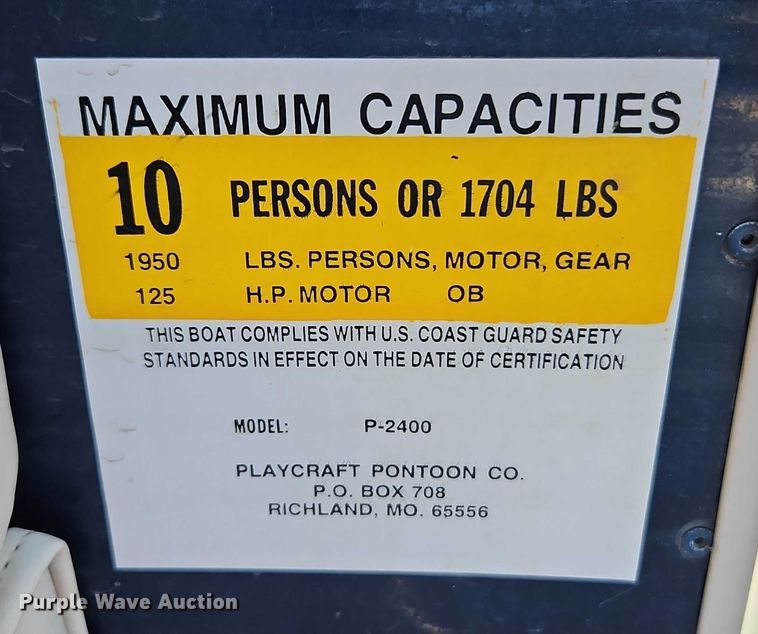 MAXIMUM CAPACITIES
10 PERSONS OR 1704 LBS
1950 LBS. PERSONS, MOTOR, GEAR
125 H.P. MOTOR OB
THIS BOAT COMPLIES WITH U.S. COAST GUARD SAFETY
STANDARDS IN EFFECT ON THE DATE OF CERTIFICATION
MODEL: P-2400
PLAYCRAFT PONTOON CO.
P.O. BOX 708
RICHLAND, MO. 65556
Purple Wave Auction